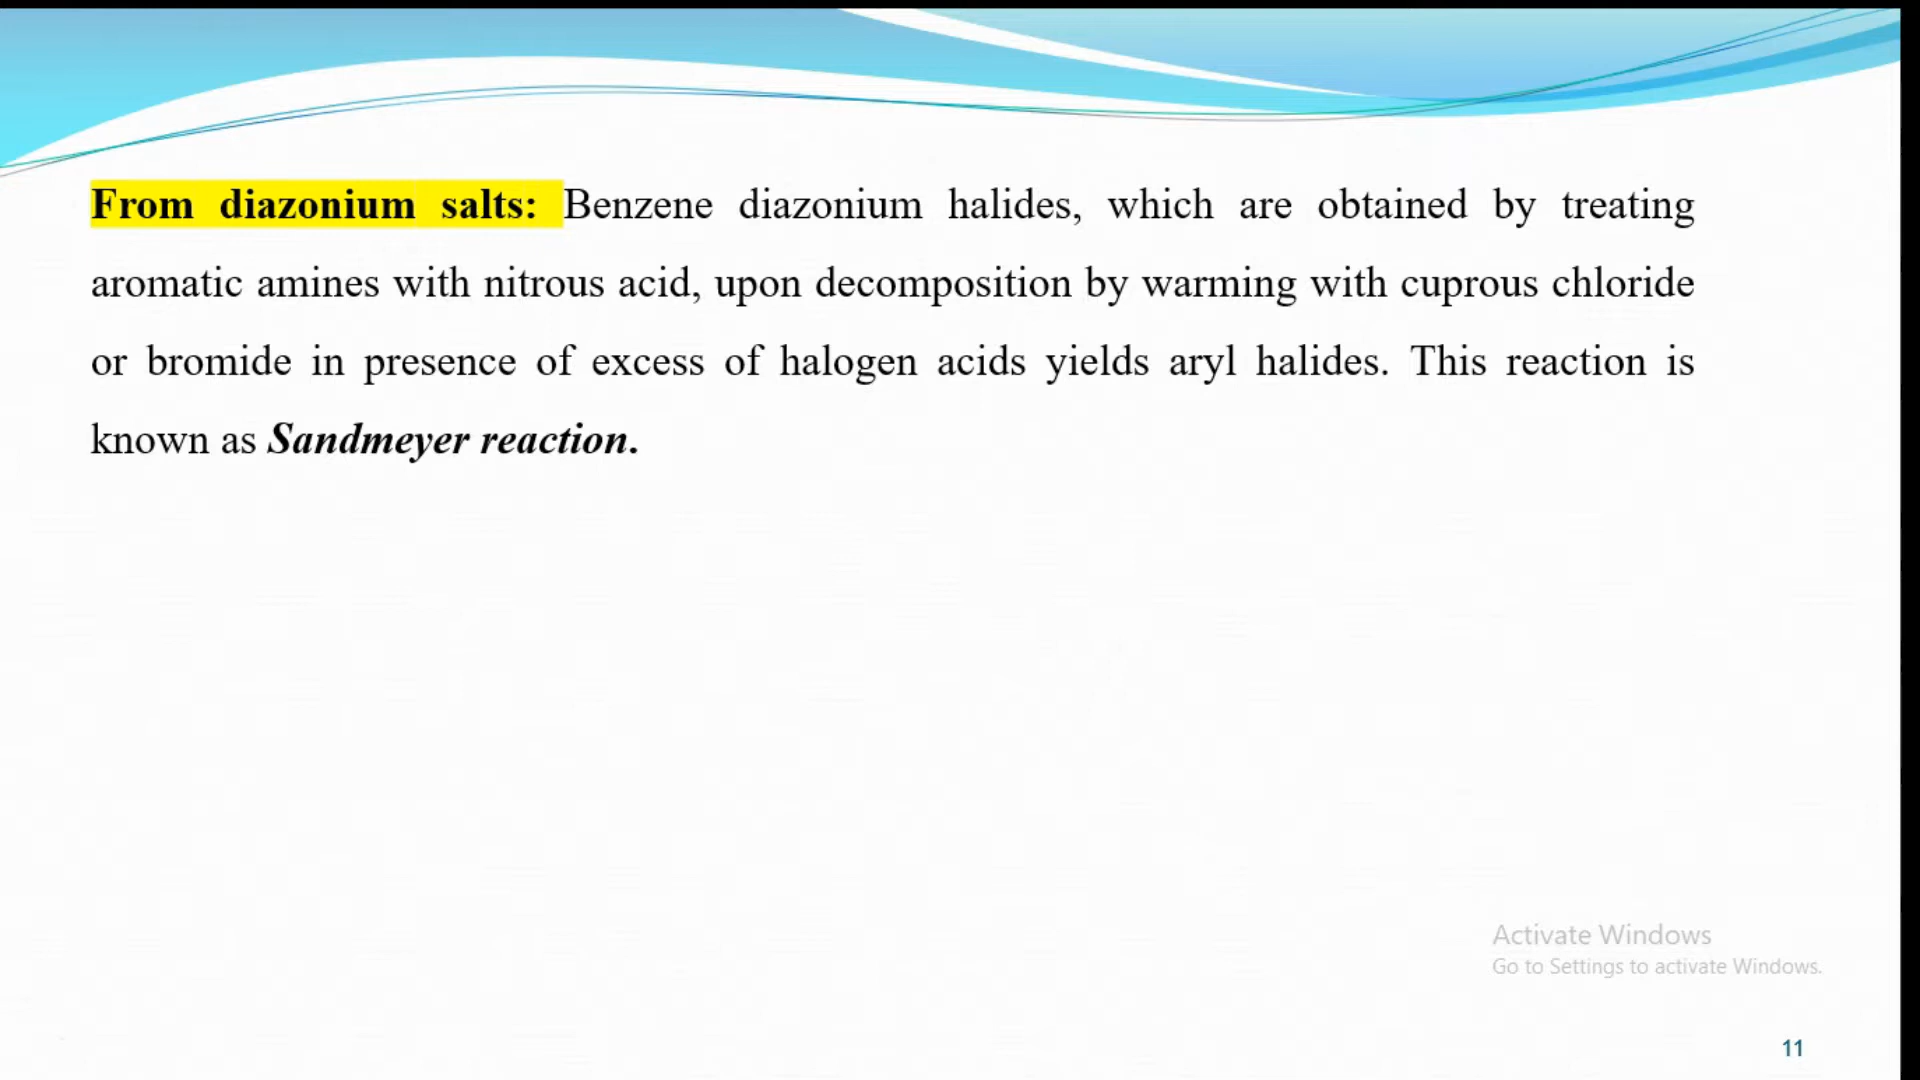 From diazonium salts: Benzene diazonium halides, which are obtained by treating
aromatic amines with nitrous acid, upon decomposition by warming with cuprous chloride
or bromide in presence of excess of halogen acids yields aryl halides. This reaction is
known as Sandmeyer reaction.
Activate Windows
Go to Settings to activate Windows.
11